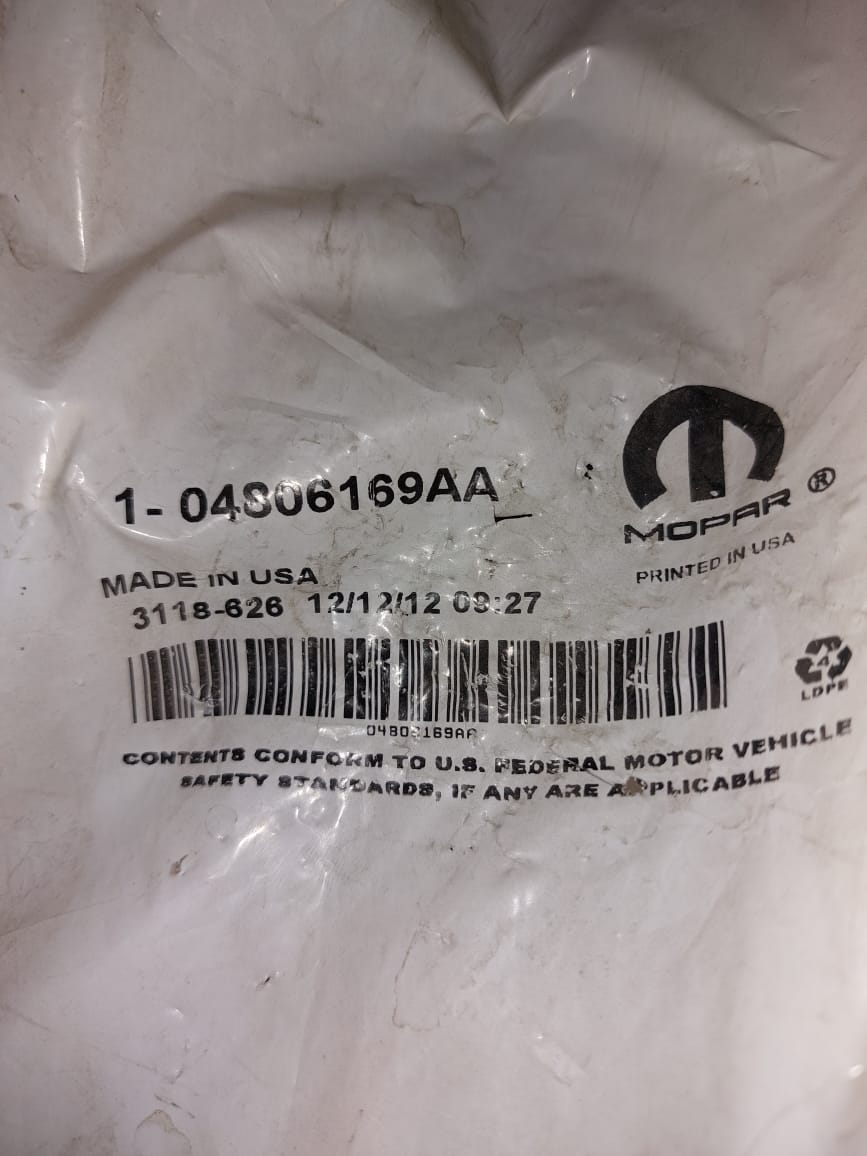 1- 04806169AA
MOPAR ®
PRINTED IN USA
MADE IN USA
3118-626 12/12/12 09:27
04806169AA
4
LDPE
CONTENTS CONFORM TO U.S. FEDERAL MOTOR VEHICLE
SAFETY STANDARDS, IF ANY ARE APPLICABLE